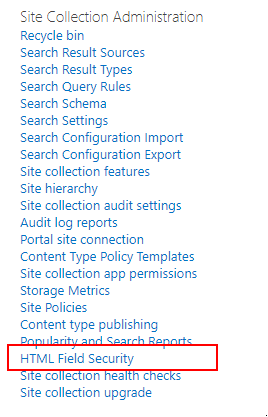 Site Collection Administration
Recycle bin
Search Result Sources
Search Result Types
Search Query Rules
Search Schema
Search Settings
Search Configuration Import
Search Configuration Export
Site collection features
Site hierarchy
Site collection audit settings
Audit log reports
Portal site connection
Content Type Policy Templates
Site collection app permissions
Storage Metrics
Site Policies
Content type publishing
Popularity and Search Reports
HTML Field Security
Site collection health checks
Site collection upgrade